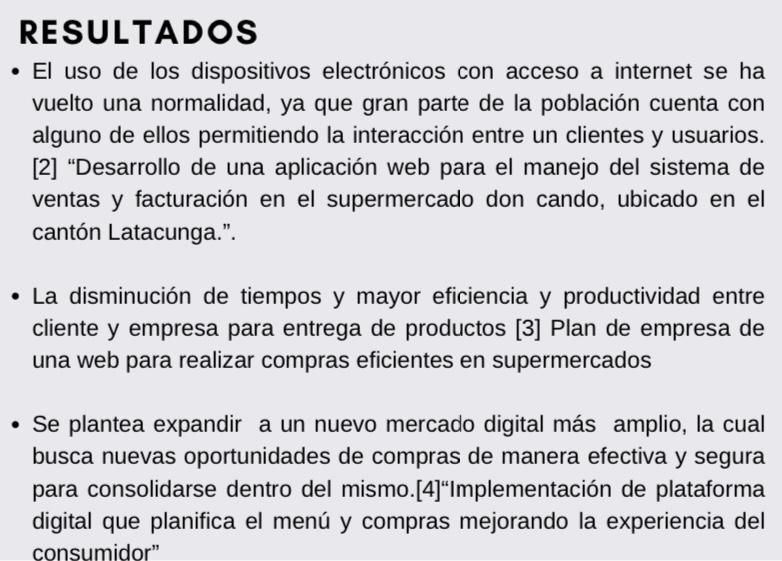 RESULTADOS
• El uso de los dispositivos electrónicos con acceso a internet se ha
vuelto una normalidad, ya que gran parte de la población cuenta con
alguno de ellos permitiendo la interacción entre un clientes y usuarios.
[2] “Desarrollo de una aplicación web para el manejo del sistema de
ventas y facturación en el supermercado don cando, ubicado en el
cantón Latacunga.”.
• La disminución de tiempos y mayor eficiencia y productividad entre
cliente y empresa para entrega de productos [3] Plan de empresa de
una web para realizar compras eficientes en supermercados
• Se plantea expandir  a un nuevo mercado digital más  amplio, la cual
busca nuevas oportunidades de compras de manera efectiva y segura
para consolidarse dentro del mismo.[4]“Implementación de plataforma
digital que planifica el menú y compras mejorando la experiencia del
consumidor”